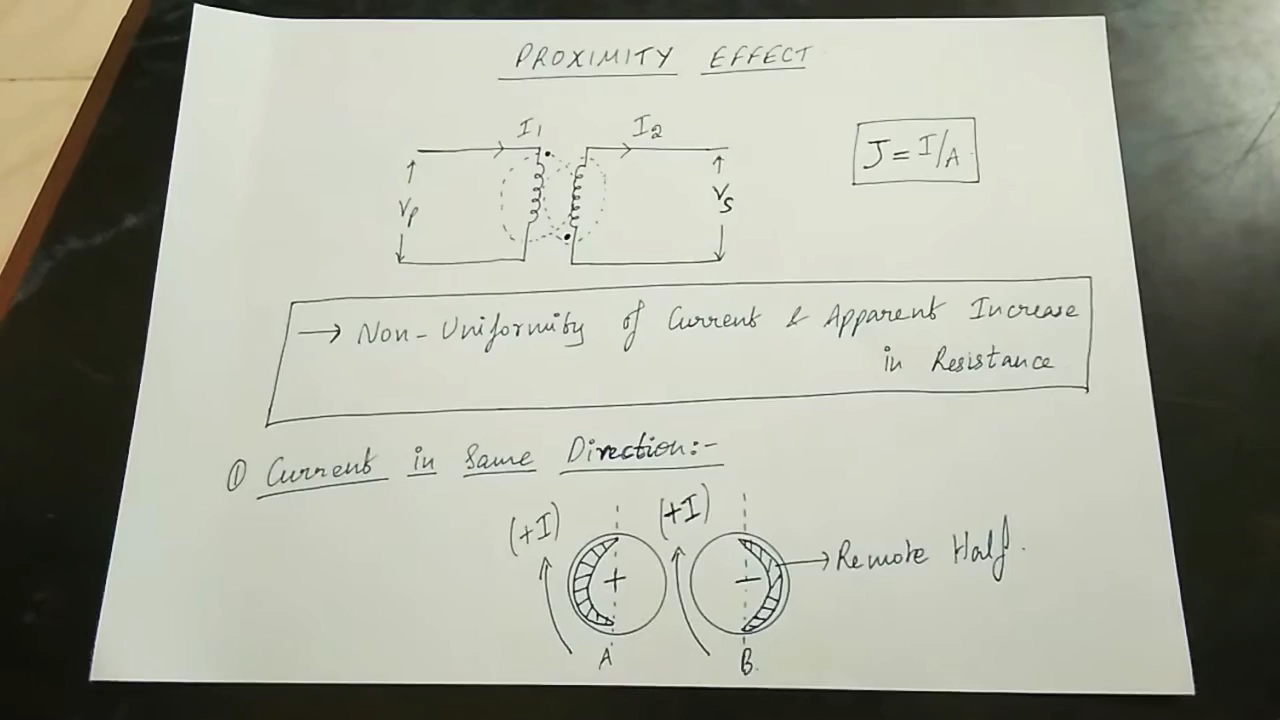 PROXIMITY EFFECT
I1 I2
J = I/A
Vp Vs
→ Non-Uniformity of Current & Apparent Increase
in Resistance
① Current in Same Direction:-
(+I) (+I)
+ −
→ Remote Half.
A B.